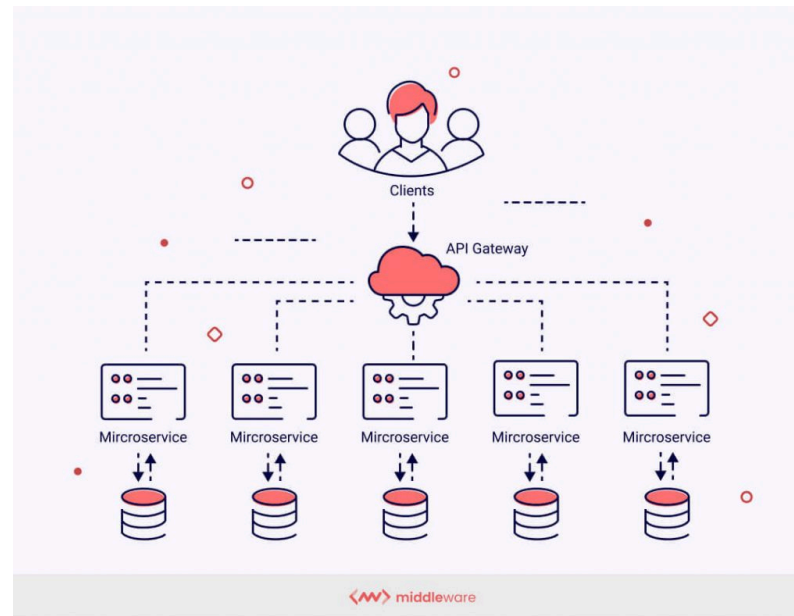 Clients
API Gateway
Mircroservice
Mircroservice
Mircroservice
Mircroservice
Mircroservice
middleware